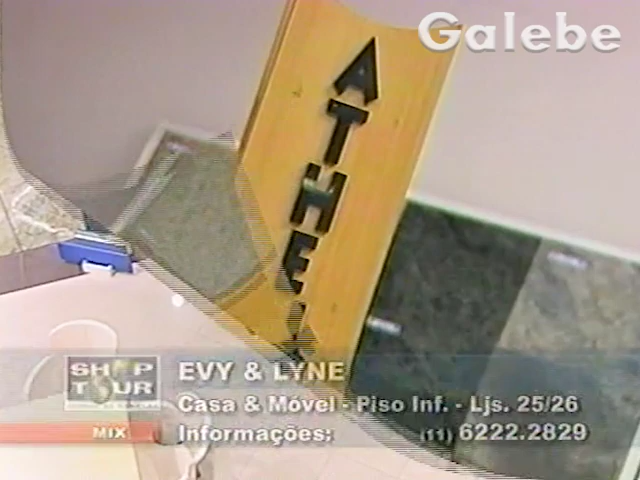 Galebe
ATHE
SHOP
TOUR
EVY & LYNE
Casa & Móvel - Piso Inf. - Ljs. 25/26
MIX
Informações: (11) 6222.2829